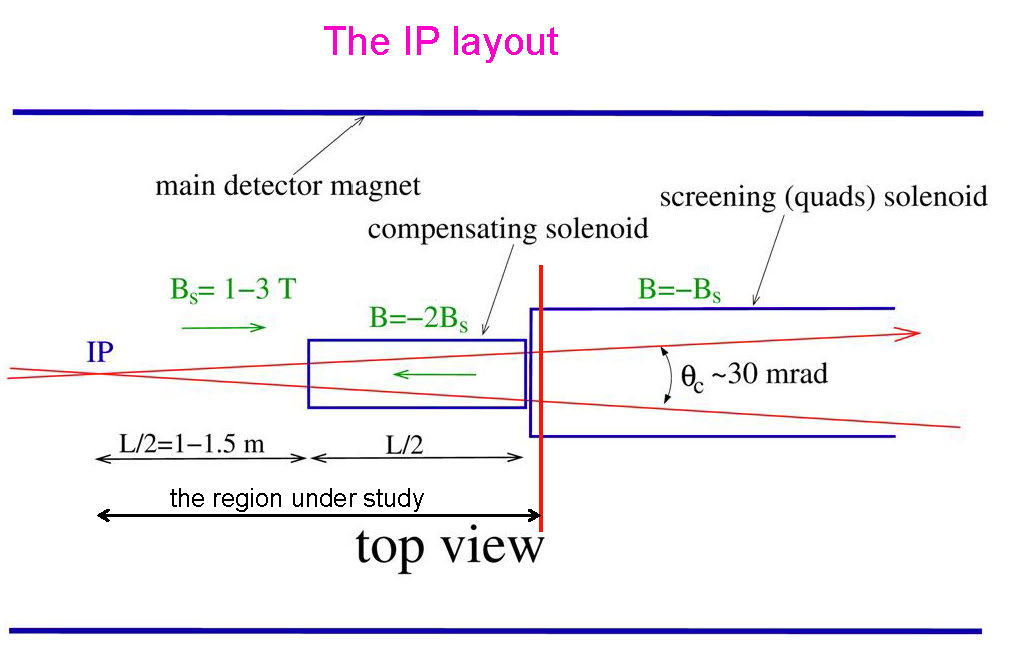 The IP layout
main detector magnet
screening (quads) solenoid
compensating solenoid
Bs= 1−3 T
B=−2Bs
B=−Bs
IP
θc ~30 mrad
L/2=1−1.5 m
L/2
the region under study
top view